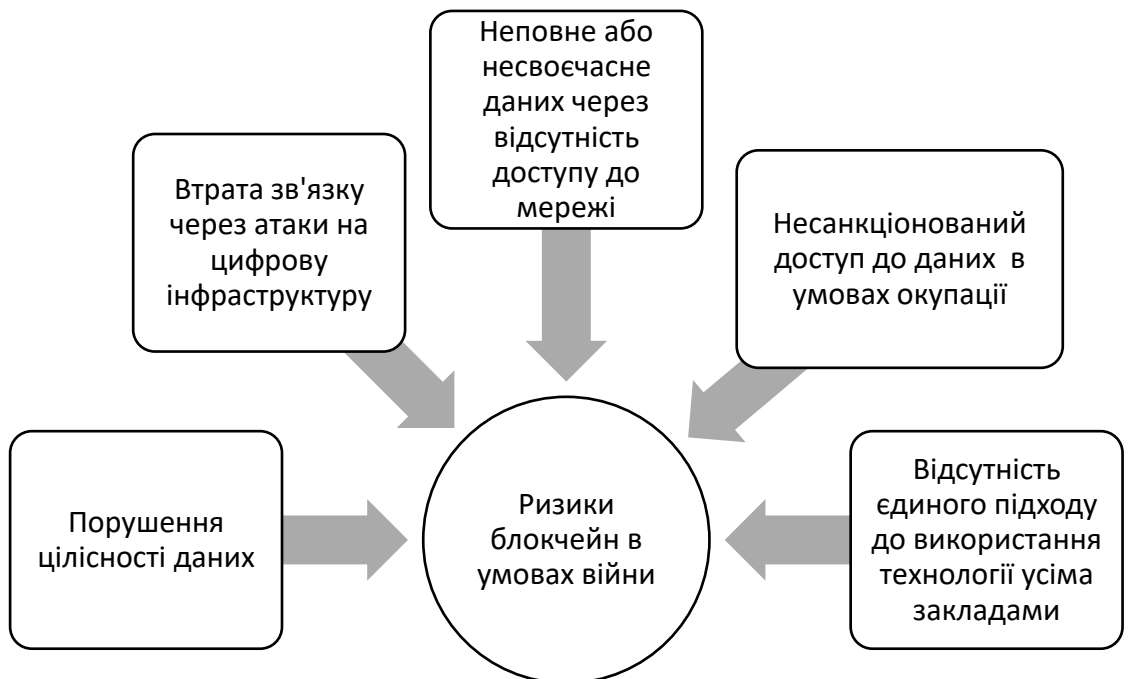 Неповне або
несвоєчасне
даних через
відсутність
доступу до
мережі
Втрата зв'язку
через атаки на
цифрову
інфраструктуру
Несанкціонований
доступ до даних в
умовах окупації
Порушення
цілісності даних
Ризики
блокчейн в
умовах війни
Відсутність
єдиного підходу
до використання
технології усіма
закладами